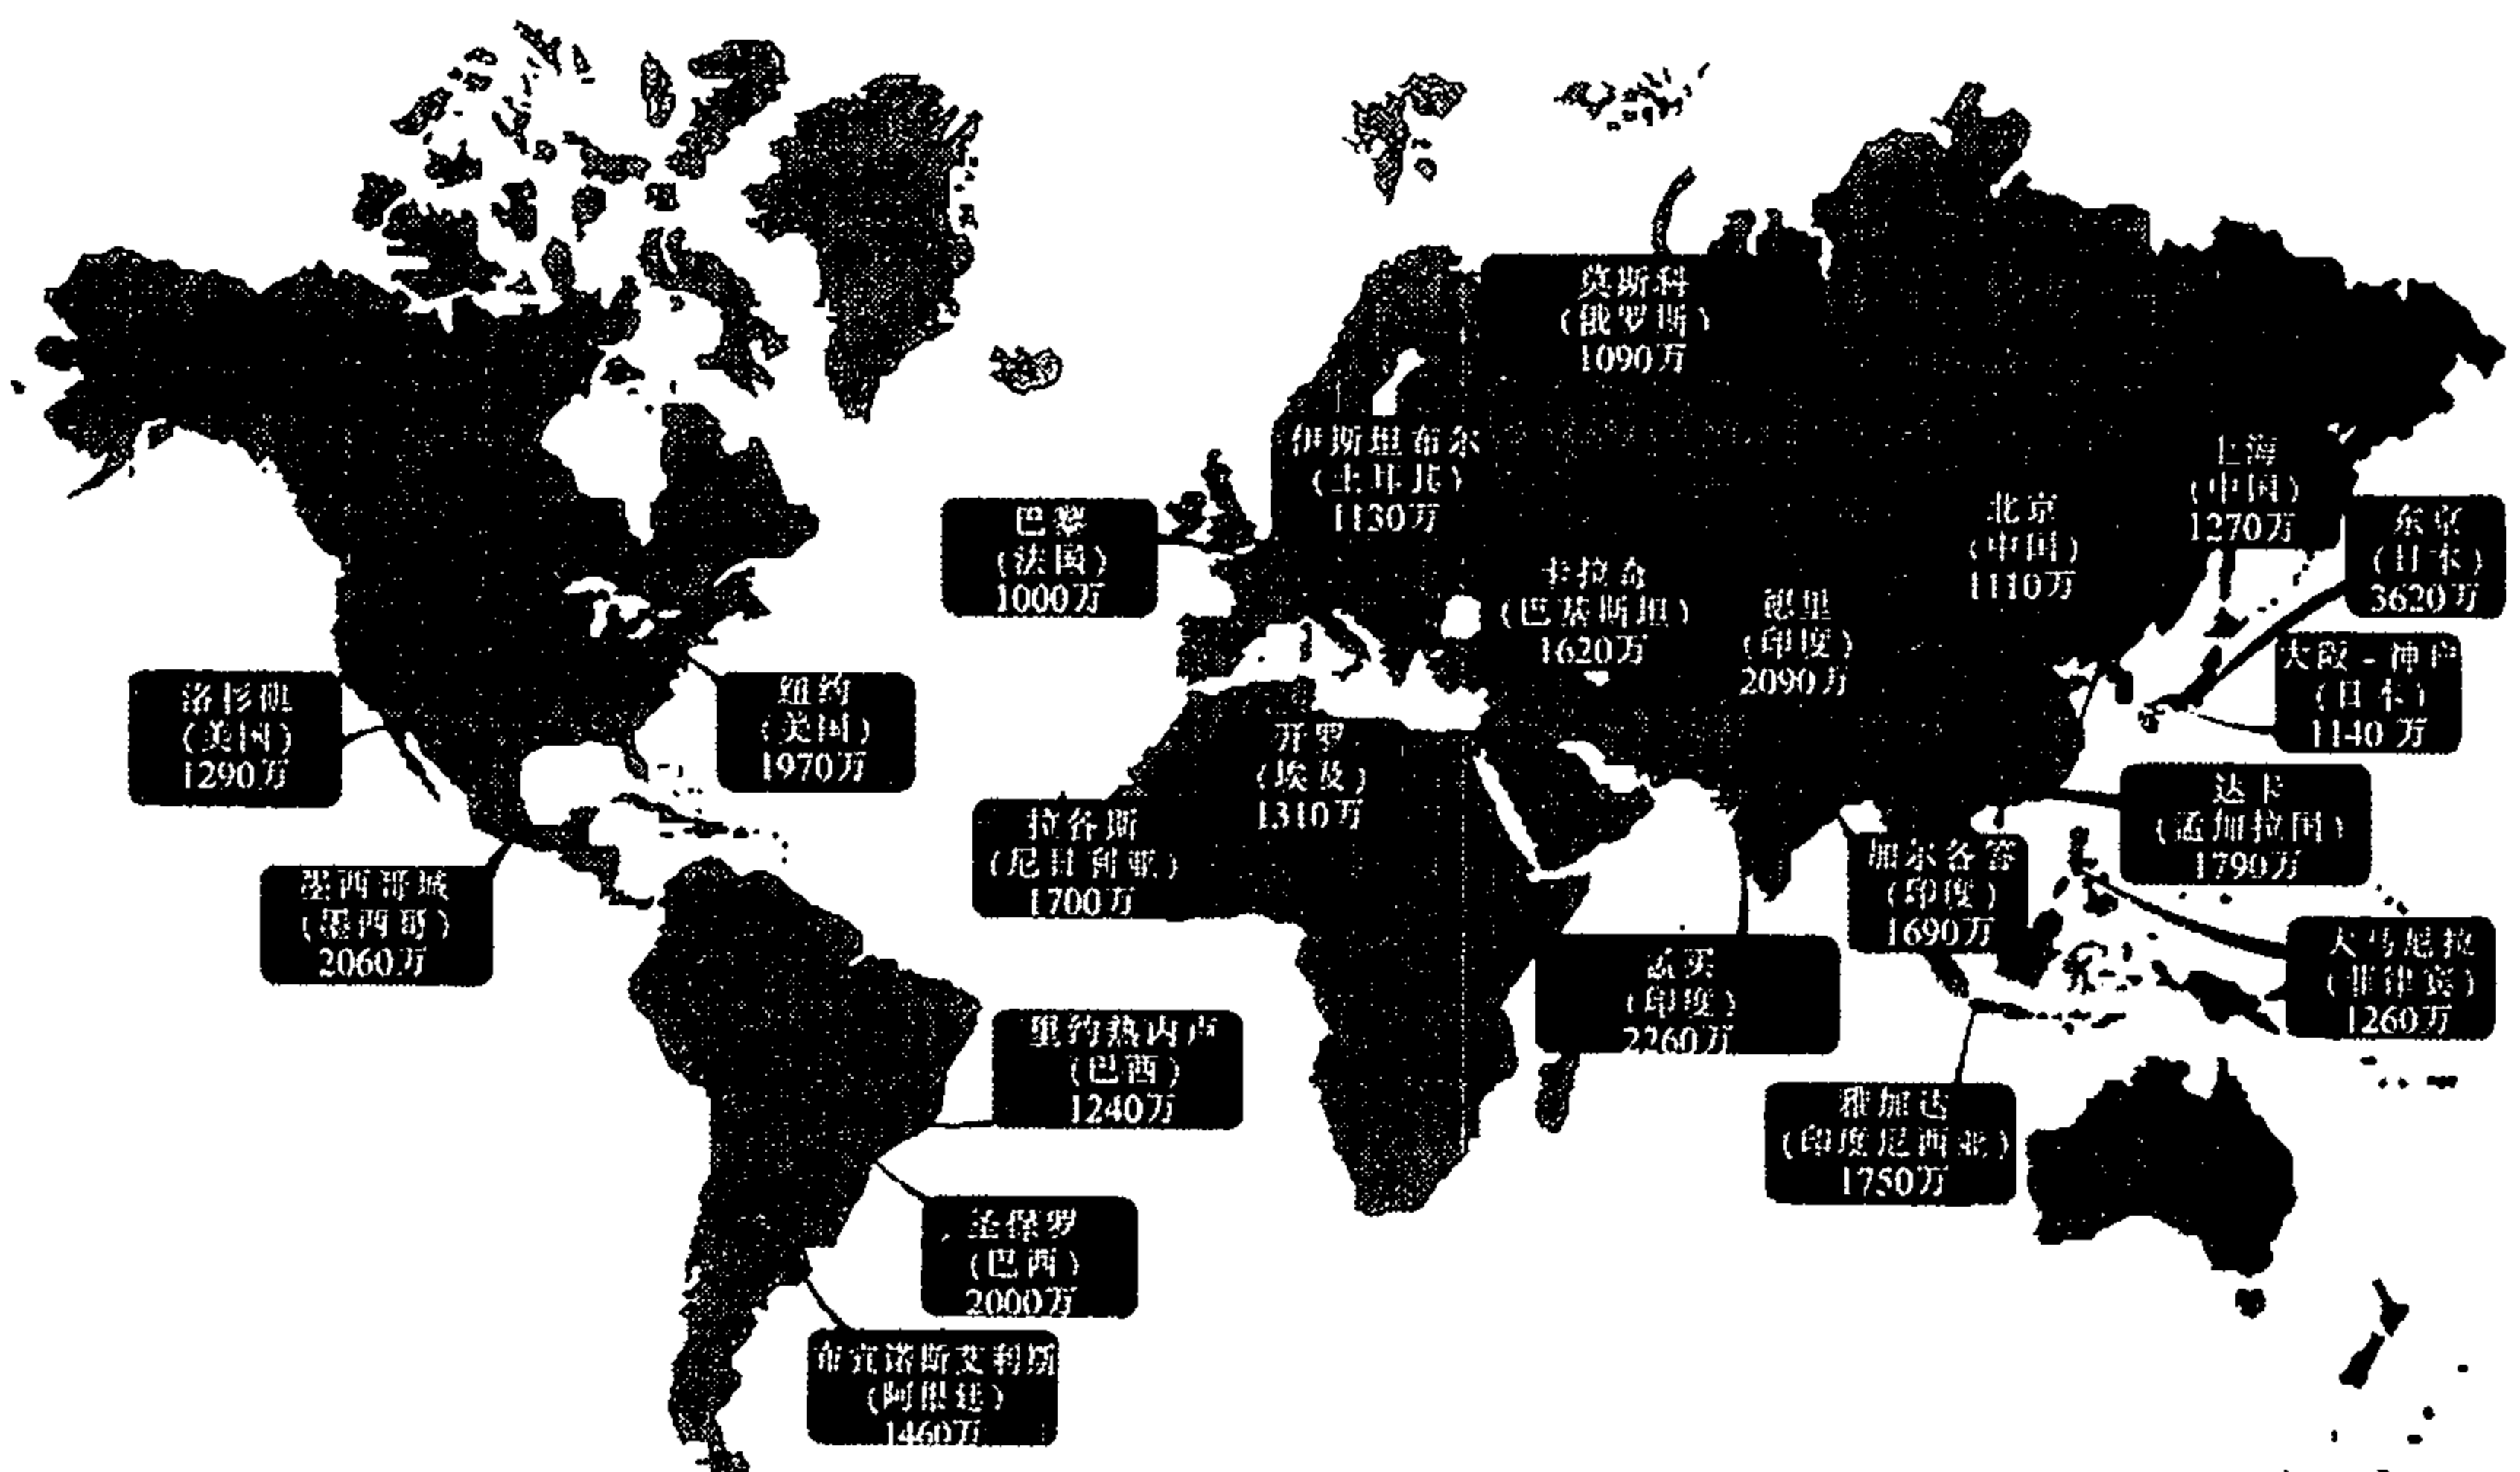 莫斯科
(俄罗斯)
1090万
伊斯坦布尔
(土耳其)
1130万
上海
(中国)
1270万
北京
(中国)
1110万
巴黎
(法国)
1000万
东京
(日本)
3620万
卡拉奇
(巴基斯坦)
1620万
德里
(印度)
2090万
大阪-神户
(日本)
1140万
洛杉矶
(美国)
1290万
纽约
(美国)
1970万
开罗
(埃及)
1310万
达卡
(孟加拉国)
1790万
拉各斯
(尼日利亚)
1700万
加尔各答
(印度)
1690万
墨西哥城
(墨西哥)
2060万
大马尼拉
(菲律宾)
1260万
孟买
(印度)
2260万
里约热内卢
(巴西)
1240万
雅加达
(印度尼西亚)
1750万
圣保罗
(巴西)
2000万
布宜诺斯艾利斯
(阿根廷)
1460万